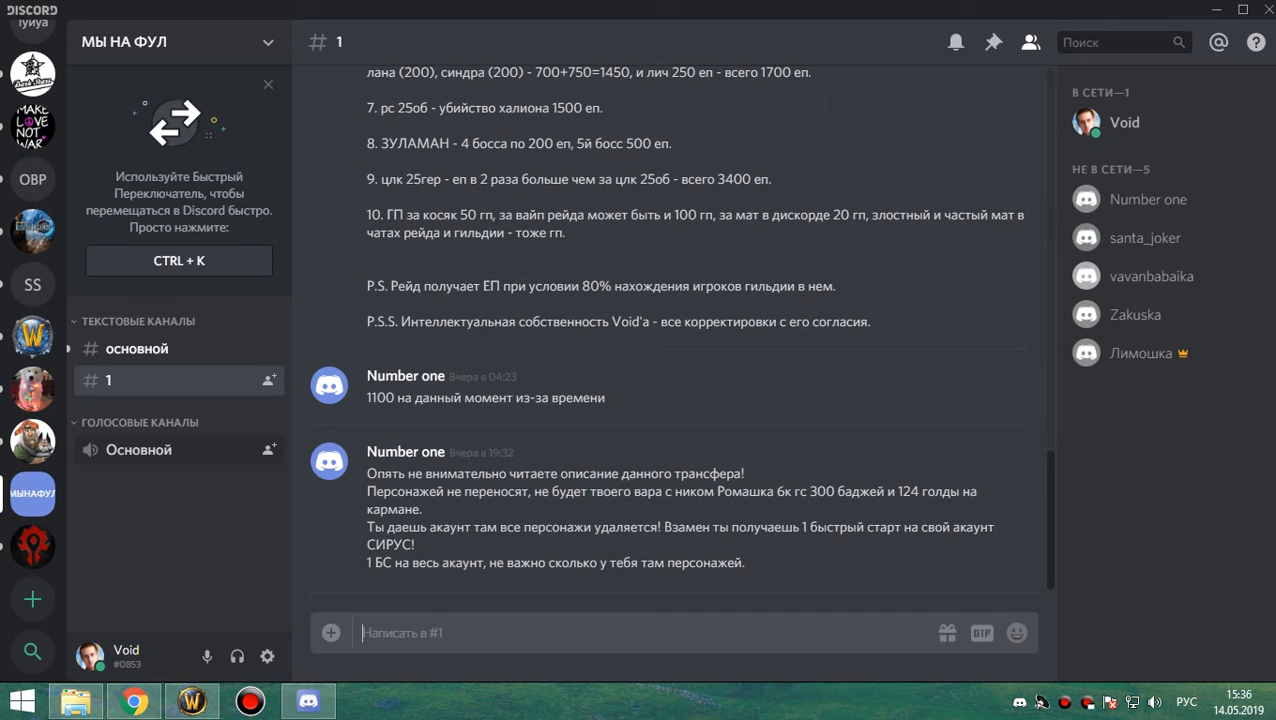 DISCORD
МЫ НА ФУЛ
# 1
Поиск
MAKE
LOVE
NOT
WAR
OBP
SS
МЫНАФУЛ
Используйте Быстрый
Переключатель, чтобы
перемещаться в Discord быстро.
Просто нажмите:
CTRL + K
ТЕКСТОВЫЕ КАНАЛЫ
# основной
# 1
ГОЛОСОВЫЕ КАНАЛЫ
Основной
Void
#0853
лана (200), синдра (200) - 700+750=1450, и лич 250 еп - всего 1700 еп.
7. рс 25об - убийство халиона 1500 еп.
8. ЗУЛАМАН - 4 босса по 200 еп, 5й босс 500 еп.
9. цлк 25гер - еп в 2 раза больше чем за цлк 25об - всего 3400 еп.
10. ГП за косяк 50 гп, за вайп рейда может быть и 100 гп, за мат в дискорде 20 гп, злостный и частый мат в
чатах рейда и гильдии - тоже гп.
P.S. Рейд получает ЕП при условии 80% нахождения игроков гильдии в нем.
P.S.S. Интеллектуальная собственность Void'a - все корректировки с его согласия.
Number one Вчера в 04:23
1100 на данный момент из-за времени
Number one Вчера в 19:32
Опять не внимательно читаете описание данного трансфера!
Персонажей не переносят, не будет твоего вара с ником Ромашка 6к гс 300 баджей и 124 голды на
кармане.
Ты даешь акаунт там все персонажи удаляется! Взамен ты получаешь 1 быстрый старт на свой акаунт
СИРУС!
1 БС на весь акаунт, не важно сколько у тебя там персонажей.
Написать в #1
GIF
В СЕТИ—1
Void
НЕ В СЕТИ—5
Number one
santa_joker
vavanbabaika
Zakuska
Лимошка
РУС
15:36
14.05.2019